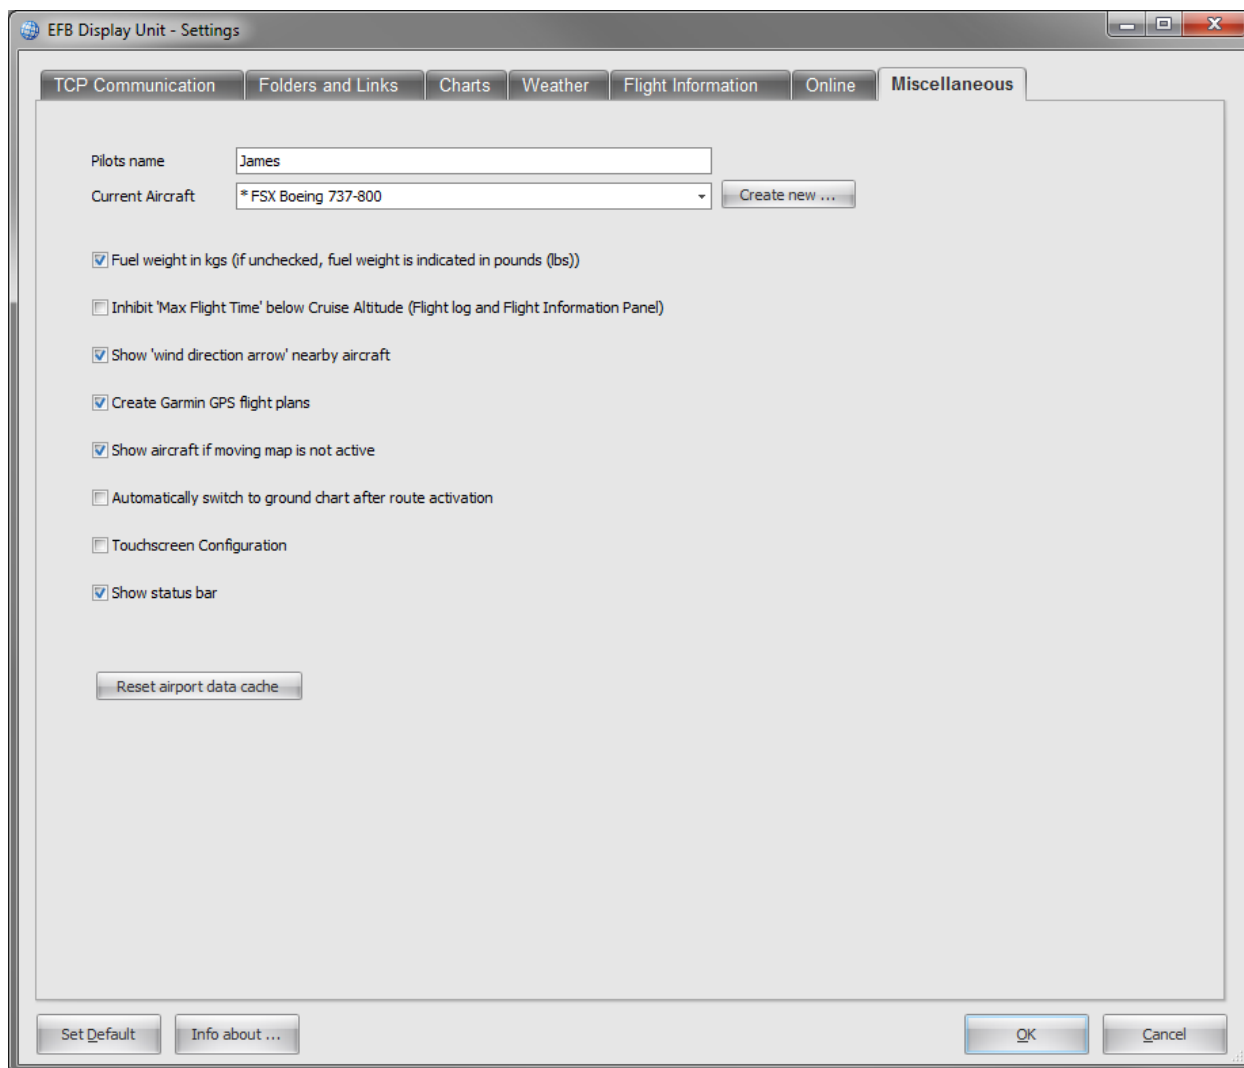 EFB Display Unit - Settings
TCP Communication Folders and Links Charts Weather Flight Information Online Miscellaneous
Pilots name James
Current Aircraft * FSX Boeing 737-800 Create new ...
Fuel weight in kgs (if unchecked, fuel weight is indicated in pounds (lbs))
Inhibit 'Max Flight Time' below Cruise Altitude (Flight log and Flight Information Panel)
Show 'wind direction arrow' nearby aircraft
Create Garmin GPS flight plans
Show aircraft if moving map is not active
Automatically switch to ground chart after route activation
Touchscreen Configuration
Show status bar
Reset airport data cache
Set Default Info about ... OK Cancel